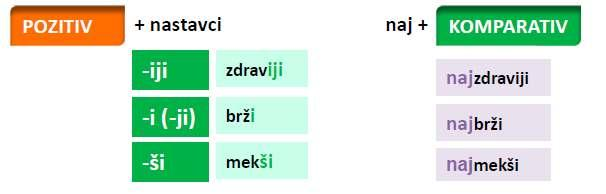 POZITIV + nastavci naj + KOMPARATIV
-iji zdraviji najzdraviji
-i (-ji) brži najbrži
-ši mekši najmekši